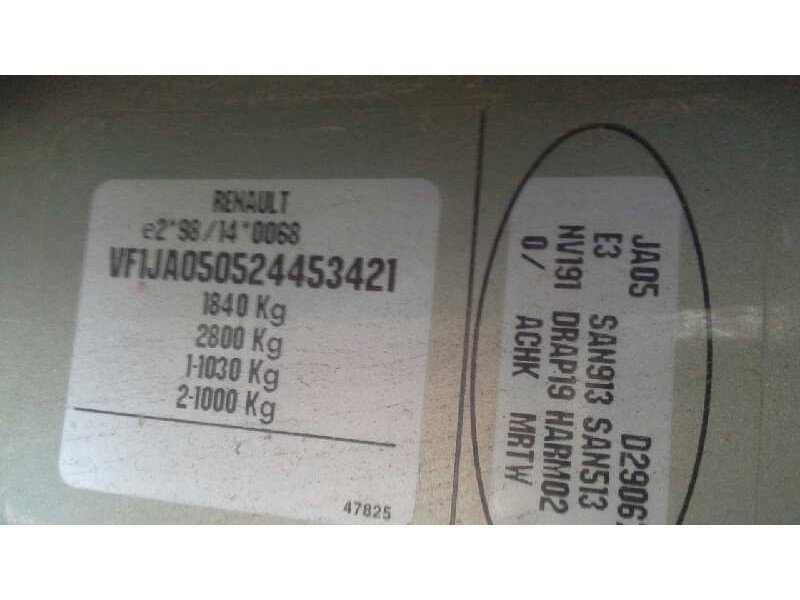 RENAULT
e2*98/14*0068
VF1JA050524453421
1840 Kg
2800 Kg
1-1030 Kg
2-1000 Kg
47825
JA05
E3 SAN913 SAN513
NV191 DRAP19 HARM02
0/ ACHK MRTW